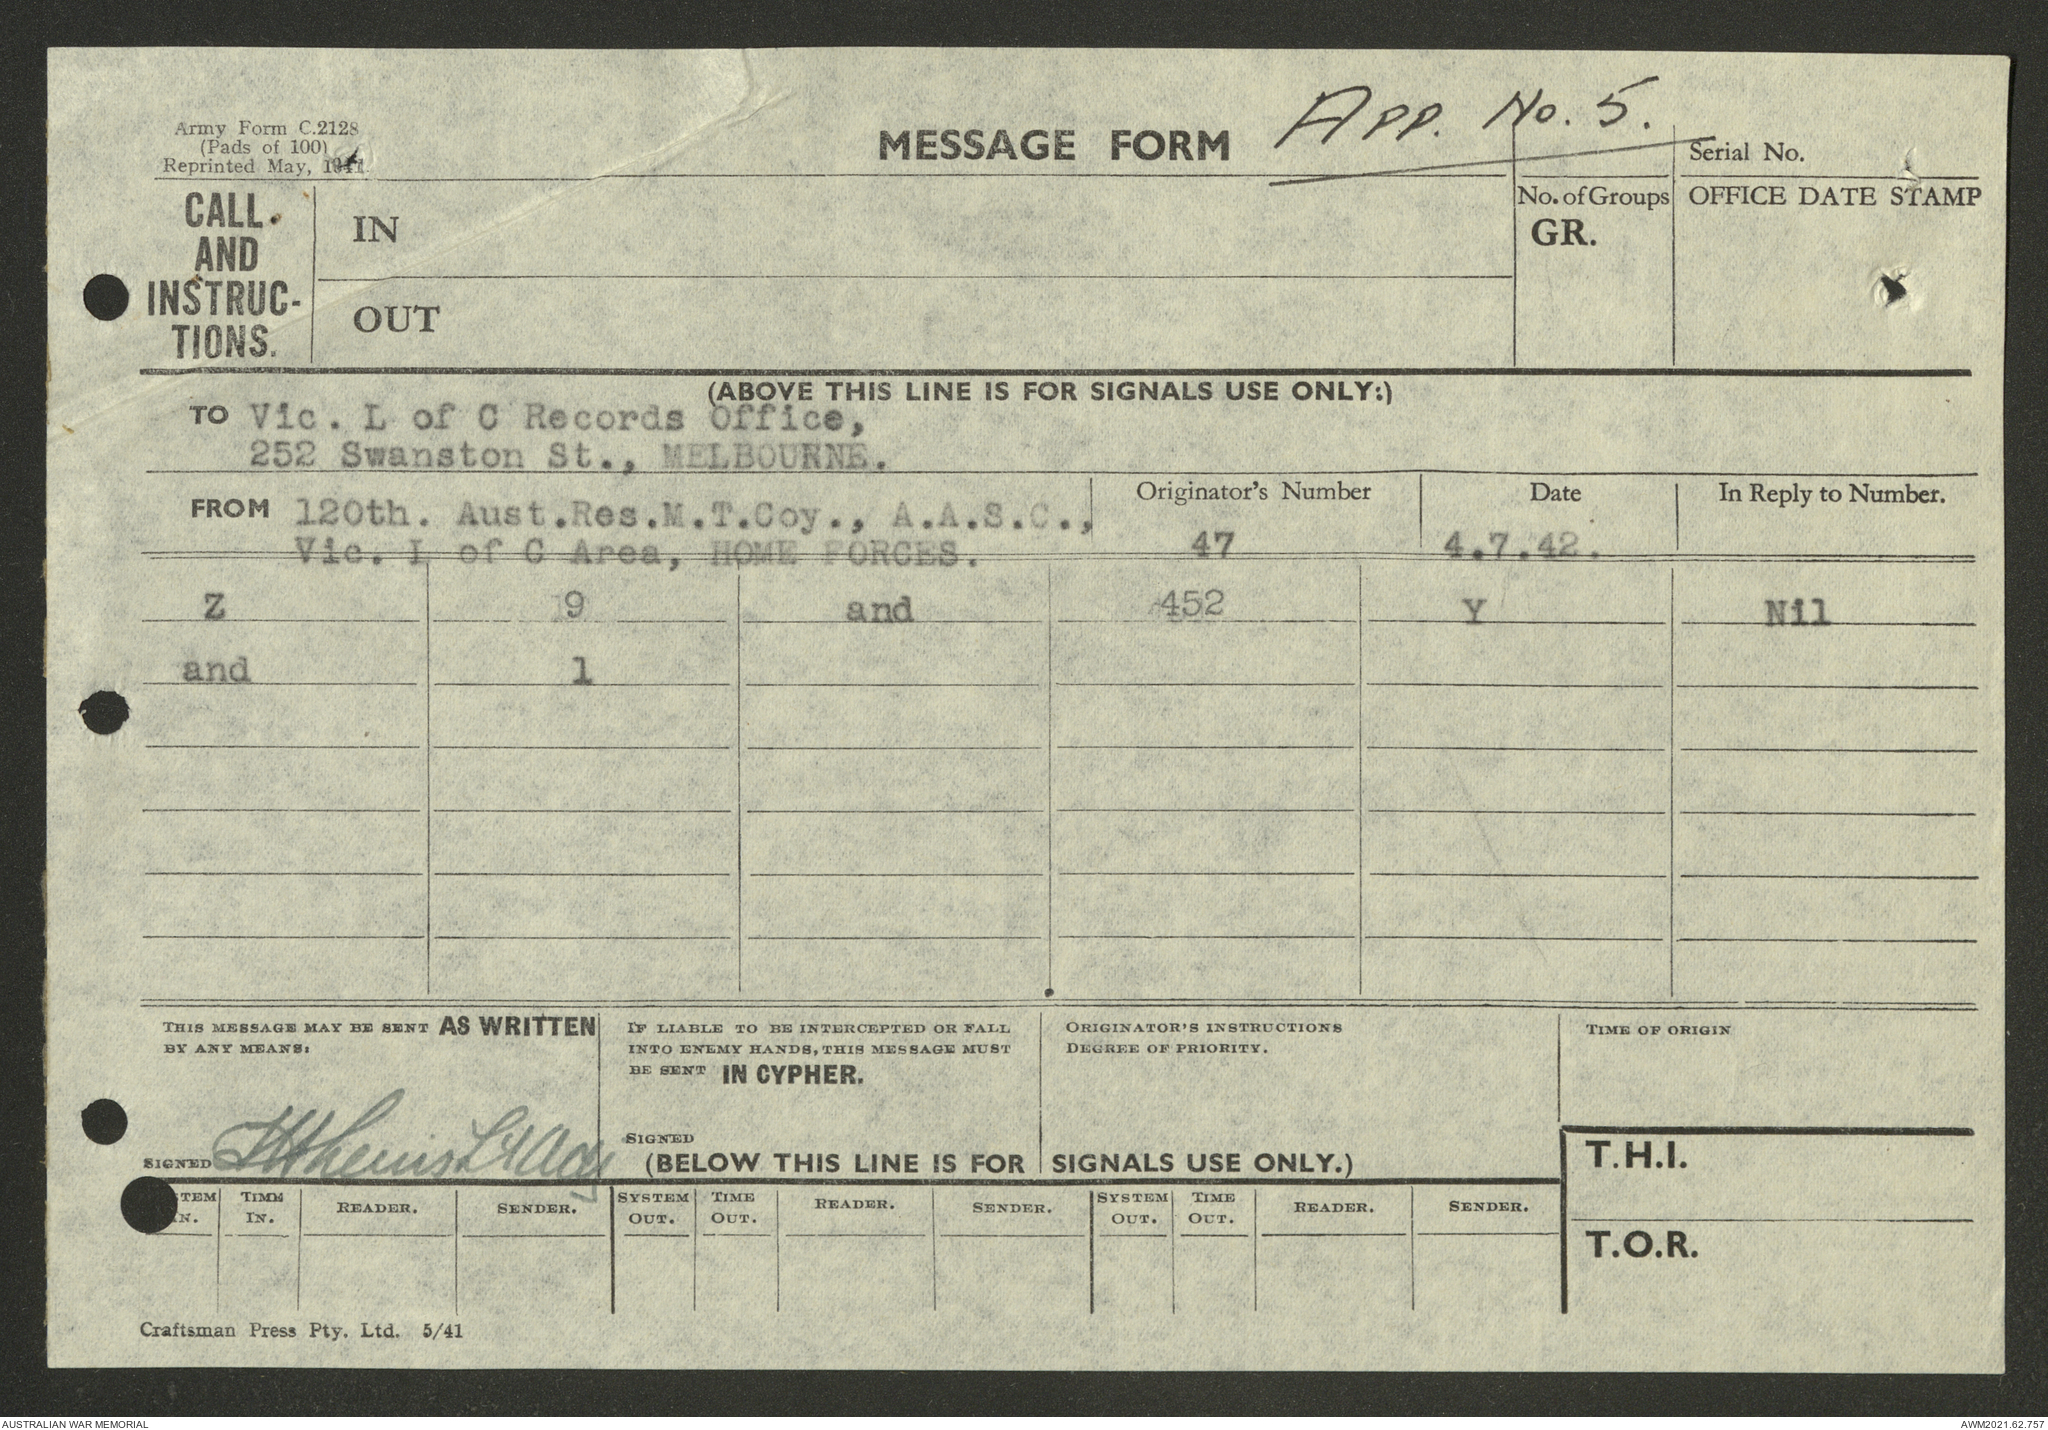 App. No. 5.
Army Form C.2128
(Pads of 100)
Reprinted May, 1941.
MESSAGE FORM
Serial No.
CALL
AND
INSTRUC-
TIONS.
IN
OUT
No. of Groups
GR.
OFFICE DATE STAMP
(ABOVE THIS LINE IS FOR SIGNALS USE ONLY:)
TO Vic. L of C Records Office,
252 Swanston St., MELBOURNE.
FROM 120th. Aust.Res.M.T.Coy., A.A.S.C.,
Vic. L of C Area, HOME FORCES.
Originator's Number
47
Date
4.7.42.
In Reply to Number.
Z 9 and 452 Y Nil
and 1
THIS MESSAGE MAY BE SENT AS WRITTEN
BY ANY MEANS:
SIGNED
IF LIABLE TO BE INTERCEPTED OR FALL
INTO ENEMY HANDS, THIS MESSAGE MUST
BE SENT IN CYPHER.
SIGNED
ORIGINATOR'S INSTRUCTIONS
DEGREE OF PRIORITY.
TIME OF ORIGIN
(BELOW THIS LINE IS FOR SIGNALS USE ONLY.)
T.H.I.
T.O.R.
TEM IN. TIME IN. READER. SENDER. SYSTEM OUT. TIME OUT. READER. SENDER. SYSTEM OUT. TIME OUT. READER. SENDER.
Craftsman Press Pty. Ltd. 5/41
AUSTRALIAN WAR MEMORIAL
AWM2021.62.757